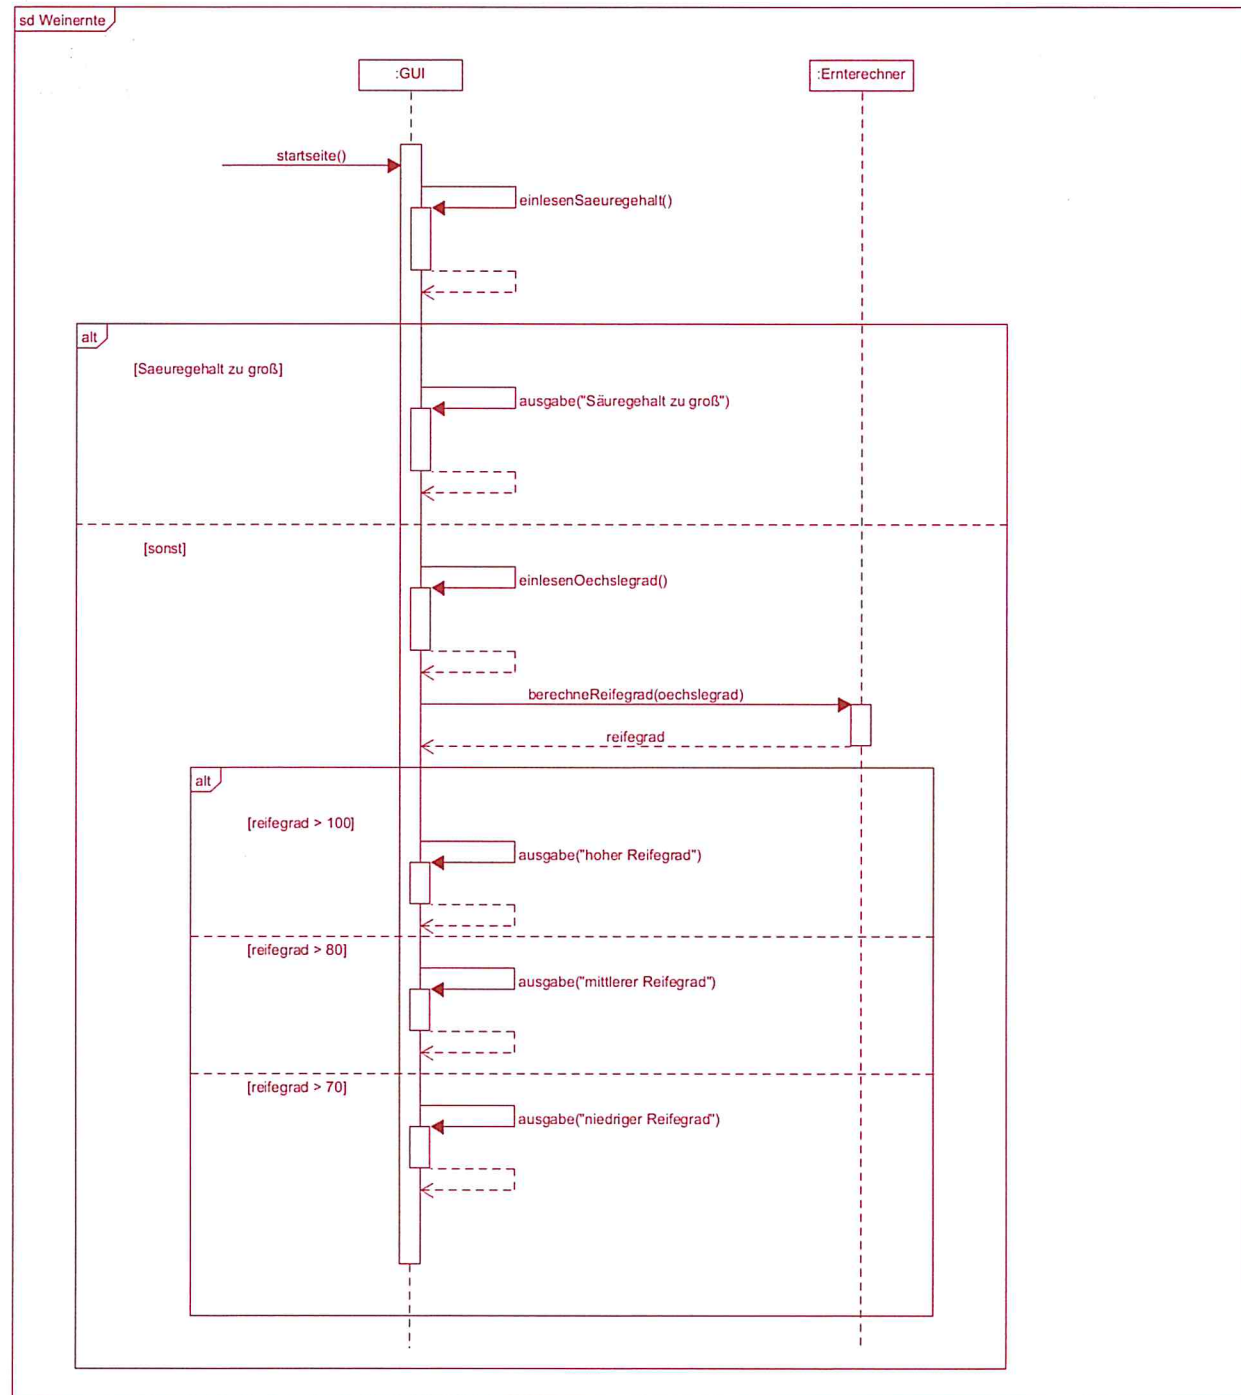 sd Weinernte
:GUI
:Ernterechner
startseite()
einlesenSaeuregehalt()
alt
[Saeuregehalt zu groß]
ausgabe("Säuregehalt zu groß")
[sonst]
einlesenOechslegrad()
berechneReifegrad(oechslegrad)
reifegrad
alt
[reifegrad > 100]
ausgabe("hoher Reifegrad")
[reifegrad > 80]
ausgabe("mittlerer Reifegrad")
[reifegrad > 70]
ausgabe("niedriger Reifegrad")